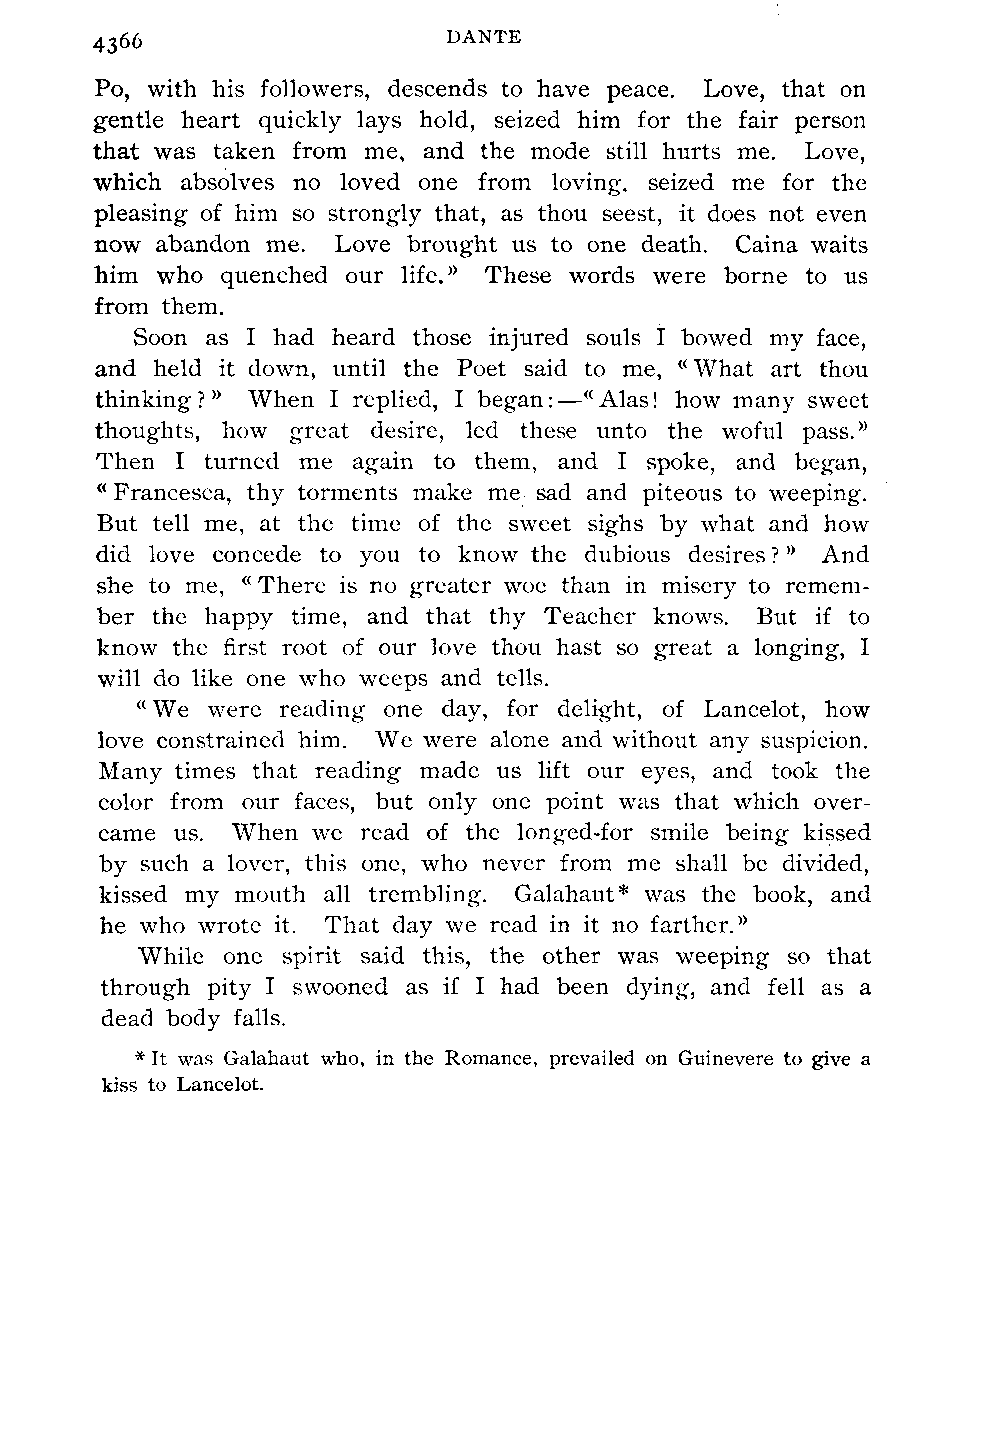 4366 DANTE
Po, with his followers, descends to have peace. Love, that on
gentle heart quickly lays hold, seized him for the fair person
that was taken from me, and the mode still hurts me. Love,
which absolves no loved one from loving, seized me for the
pleasing of him so strongly that, as thou seest, it does not even
now abandon me. Love brought us to one death. Caina waits
him who quenched our life.» These words were borne to us
from them.
Soon as I had heard those injured souls I bowed my face,
and held it down, until the Poet said to me, «What art thou
thinking?» When I replied, I began:—«Alas! how many sweet
thoughts, how great desire, led these unto the woful pass.»
Then I turned me again to them, and I spoke, and began,
«Francesca, thy torments make me sad and piteous to weeping.
But tell me, at the time of the sweet sighs by what and how
did love concede to you to know the dubious desires?» And
she to me, «There is no greater woe than in misery to remem-
ber the happy time, and that thy Teacher knows. But if to
know the first root of our love thou hast so great a longing, I
will do like one who weeps and tells.
«We were reading one day, for delight, of Lancelot, how
love constrained him. We were alone and without any suspicion.
Many times that reading made us lift our eyes, and took the
color from our faces, but only one point was that which over-
came us. When we read of the longed-for smile being kissed
by such a lover, this one, who never from me shall be divided,
kissed my mouth all trembling. Galahaut* was the book, and
he who wrote it. That day we read in it no farther.»
While one spirit said this, the other was weeping so that
through pity I swooned as if I had been dying, and fell as a
dead body falls.
*It was Galahaut who, in the Romance, prevailed on Guinevere to give a
kiss to Lancelot.